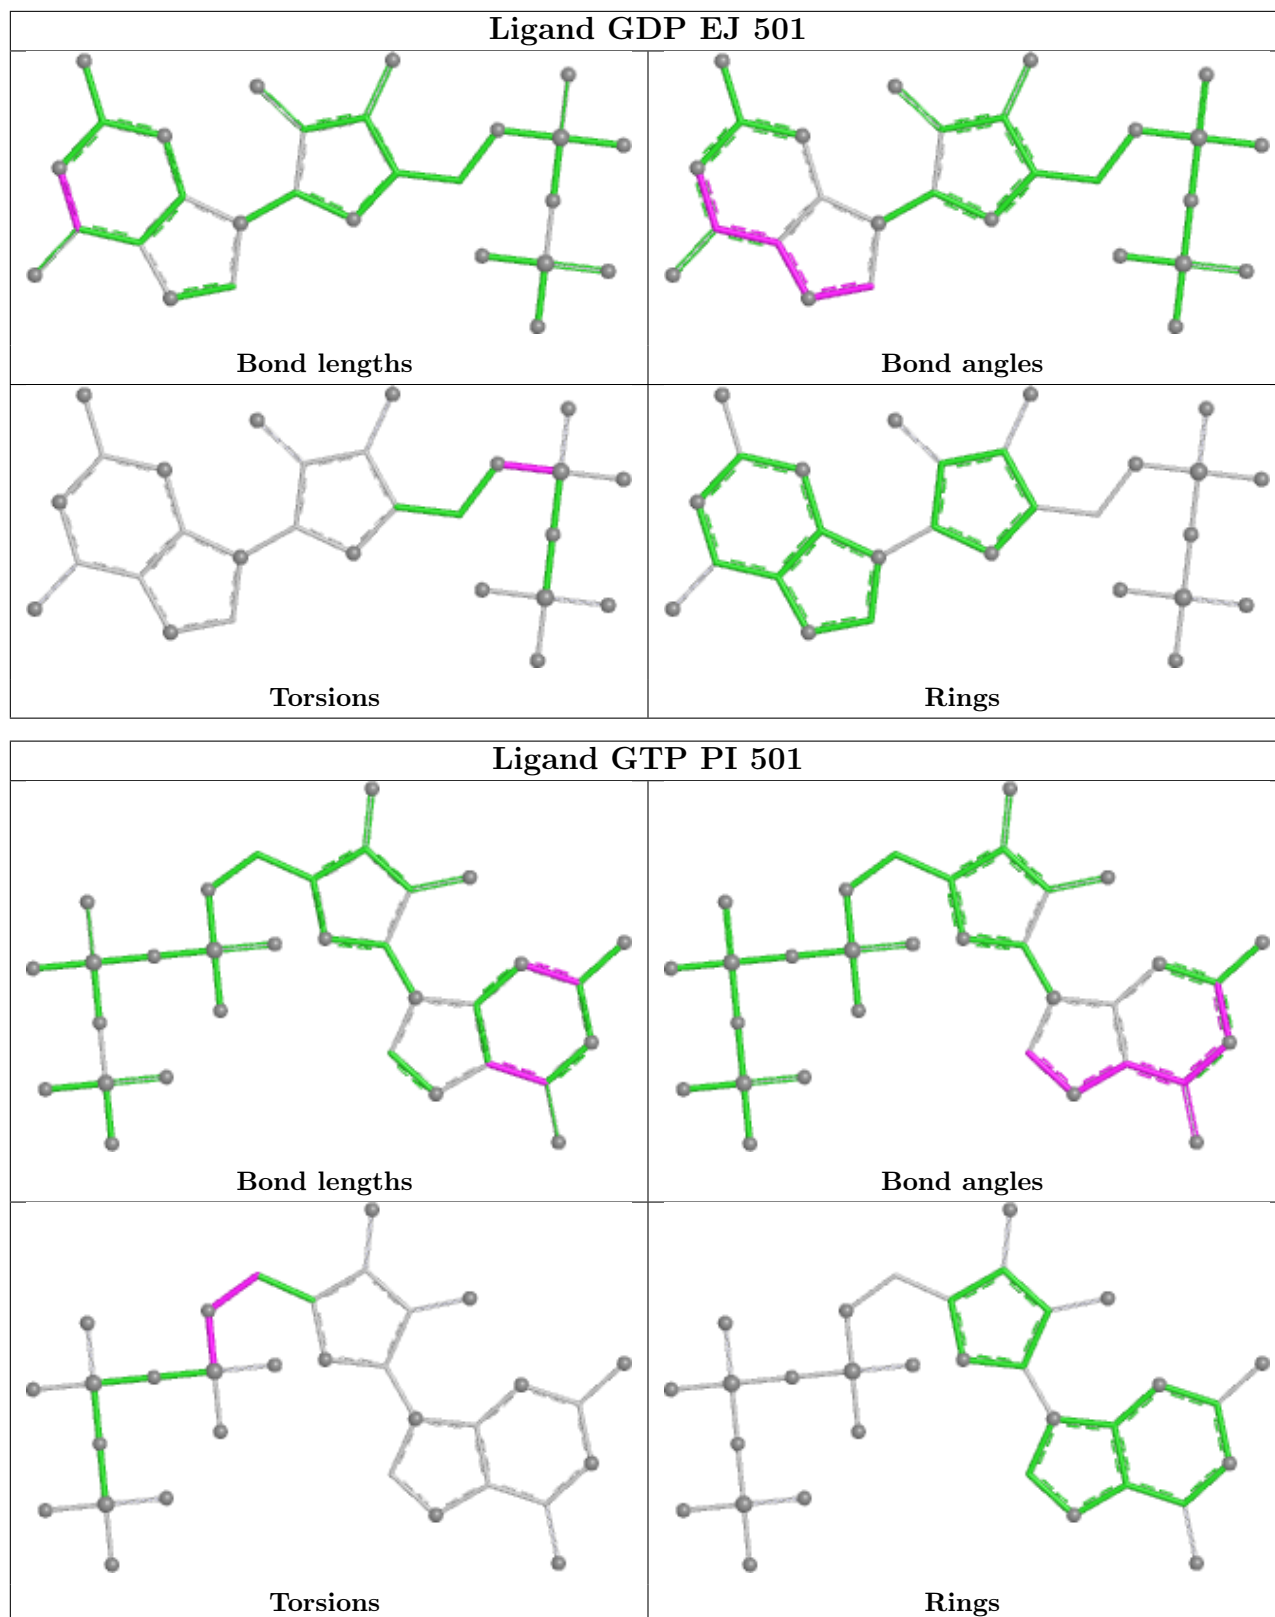 Ligand GDP EJ 501
Bond lengths
Bond angles
Torsions
Rings
Ligand GTP PI 501
Bond lengths
Bond angles
Torsions
Rings